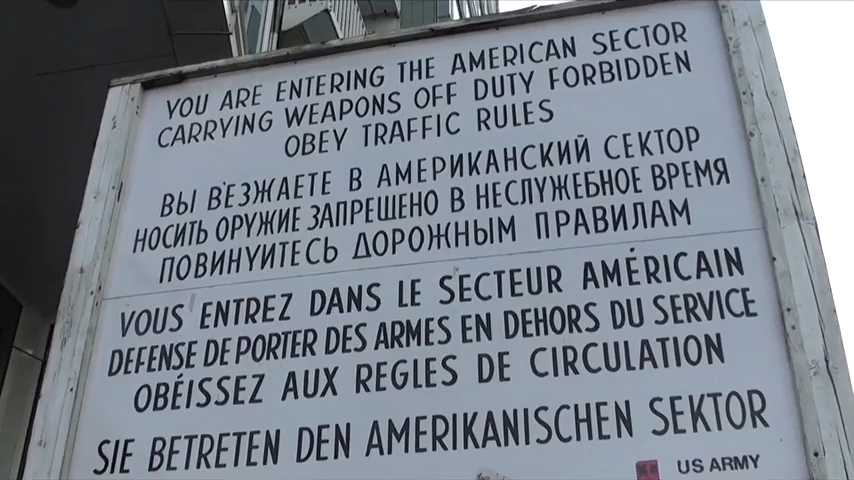 YOU ARE ENTERING THE AMERICAN SECTOR
CARRYING WEAPONS OFF DUTY FORBIDDEN
OBEY TRAFFIC RULES
ВЫ В'ЕЗЖАЕТЕ В АМЕРИКАНСКИЙ СЕКТОР
НОСИТЬ ОРУЖИЕ ЗАПРЕЩЕНО В НЕСЛУЖЕБНОЕ ВРЕМЯ
ПОВИНУЙТЕСЬ ДОРОЖНЫМ ПРАВИЛАМ
VOUS ENTREZ DANS LE SECTEUR AMÉRICAIN
DEFENSE DE PORTER DES ARMES EN DEHORS DU SERVICE
OBÉISSEZ AUX REGLES DE CIRCULATION
SIE BETRETEN DEN AMERIKANISCHEN SEKTOR
US ARMY